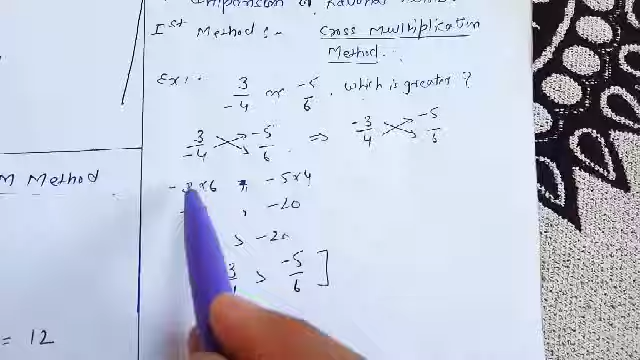 Comparison of Rational
Ist Method :- Cross Multiplication
Method.
Ex:. 3/-4 or -5/6 which is greater?
-3/-4 -5/6 ⇒ -3/4 -5/6
-3×6 , -5×4
, -20
> -20
> -5/6 ]
M Method
= 12